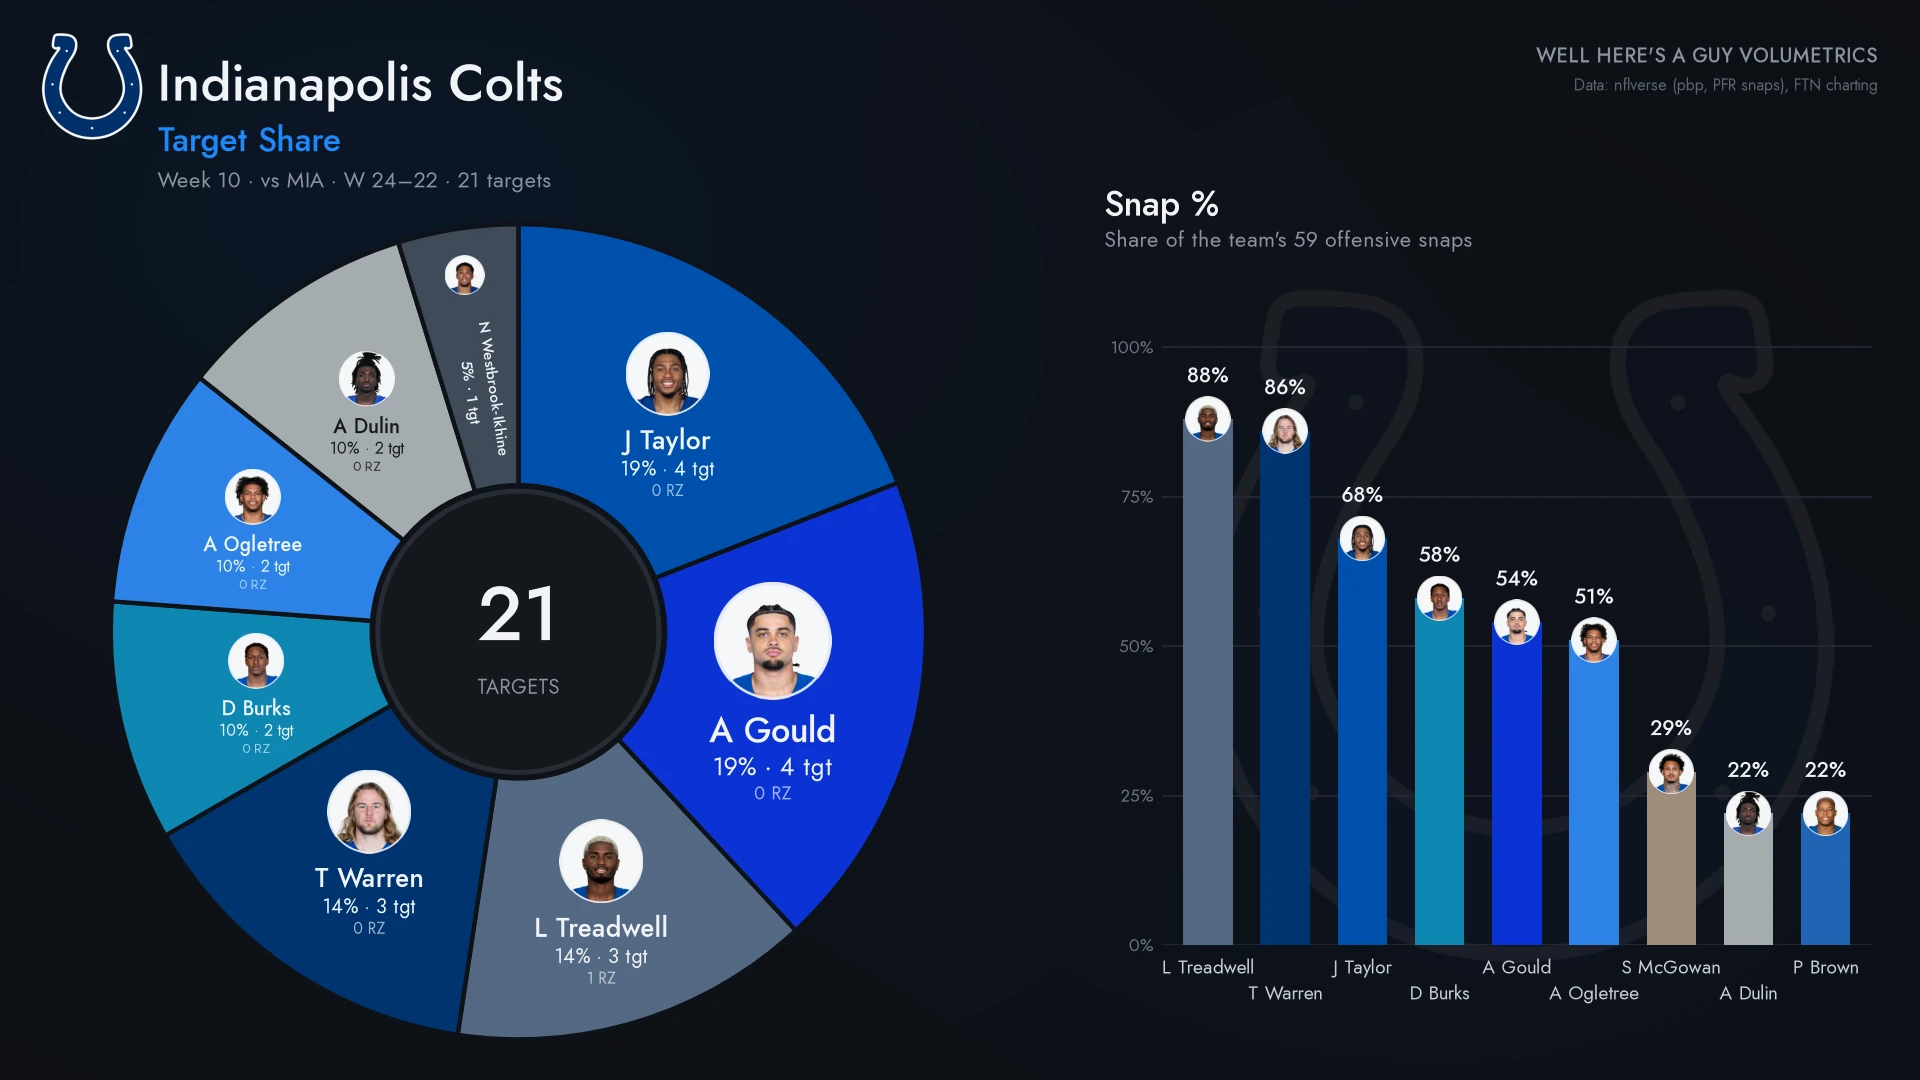 Indianapolis Colts
Target Share
Week 10 · vs MIA · W 24–22 · 21 targets
WELL HERE'S A GUY VOLUMETRICS
Data: nflverse (pbp, PFR snaps), FTN charting
J Taylor
19% · 4 tgt
0 RZ
A Gould
19% · 4 tgt
0 RZ
L Treadwell
14% · 3 tgt
1 RZ
T Warren
14% · 3 tgt
0 RZ
D Burks
10% · 2 tgt
0 RZ
A Ogletree
10% · 2 tgt
0 RZ
A Dulin
10% · 2 tgt
0 RZ
N Westbrook-Ikhine
5% · 1 tgt
21
TARGETS
Snap %
Share of the team's 59 offensive snaps
100%
75%
50%
25%
0%
88%
86%
68%
58%
54%
51%
29%
22%
22%
L Treadwell
T Warren
J Taylor
D Burks
A Gould
A Ogletree
S McGowan
A Dulin
P Brown